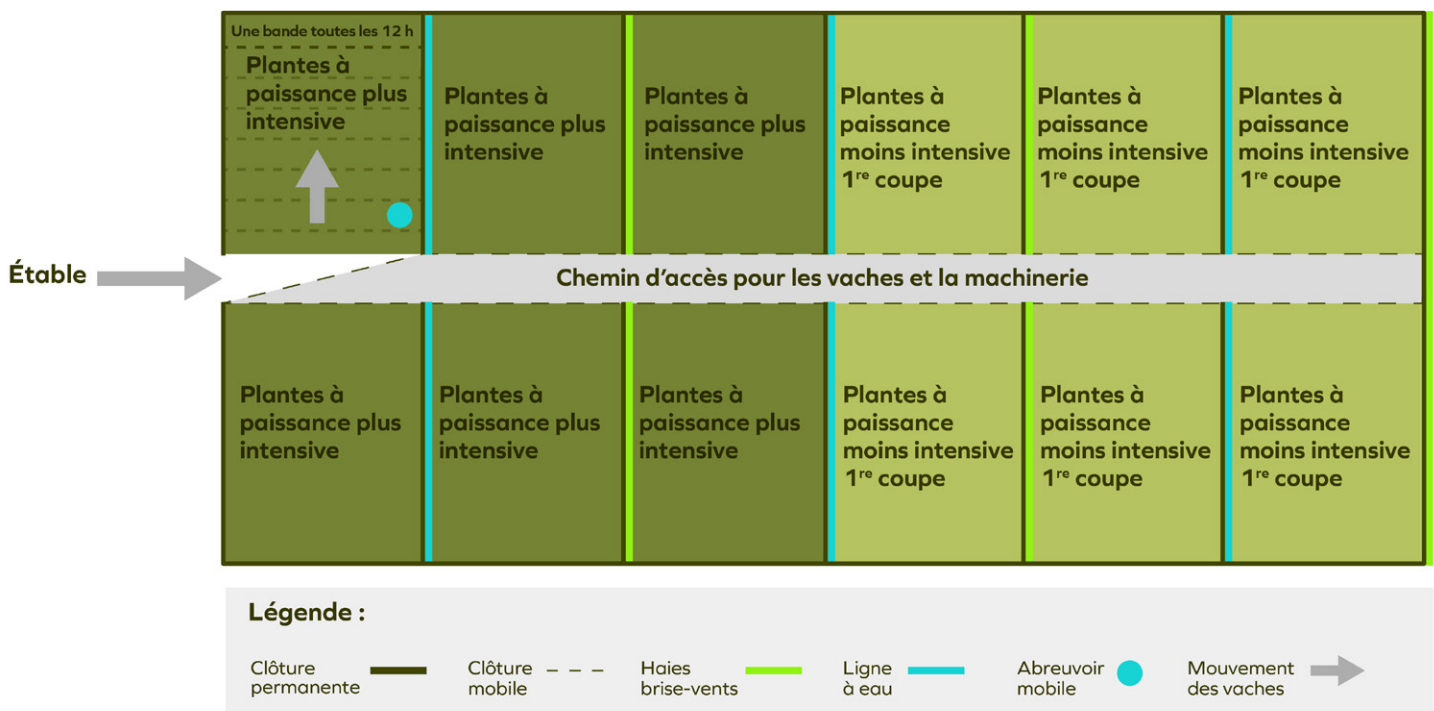 Une bande toutes les 12 h
Plantes à
paissance plus
intensive
Plantes à
paissance plus
intensive
Plantes à
paissance plus
intensive
Plantes à
paissance
moins intensive
1re coupe
Plantes à
paissance
moins intensive
1re coupe
Plantes à
paissance
moins intensive
1re coupe
Étable
Chemin d'accès pour les vaches et la machinerie
Plantes à
paissance plus
intensive
Plantes à
paissance plus
intensive
Plantes à
paissance plus
intensive
Plantes à
paissance
moins intensive
1re coupe
Plantes à
paissance
moins intensive
1re coupe
Plantes à
paissance
moins intensive
1re coupe
Légende :
Clôture
permanente
Clôture
mobile
Haies
brise-vents
Ligne
à eau
Abreuvoir
mobile
Mouvement
des vaches